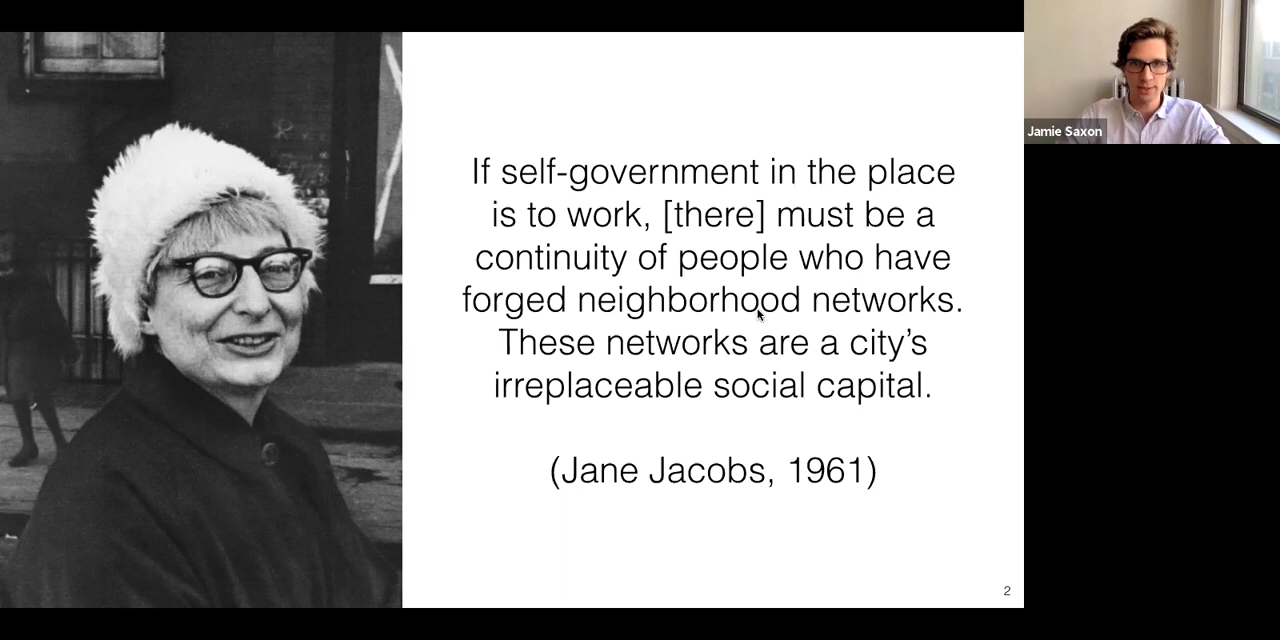 If self-government in the place
is to work, [there] must be a
continuity of people who have
forged neighborhood networks.
These networks are a city’s
irreplaceable social capital.
(Jane Jacobs, 1961)
2
Jamie Saxon